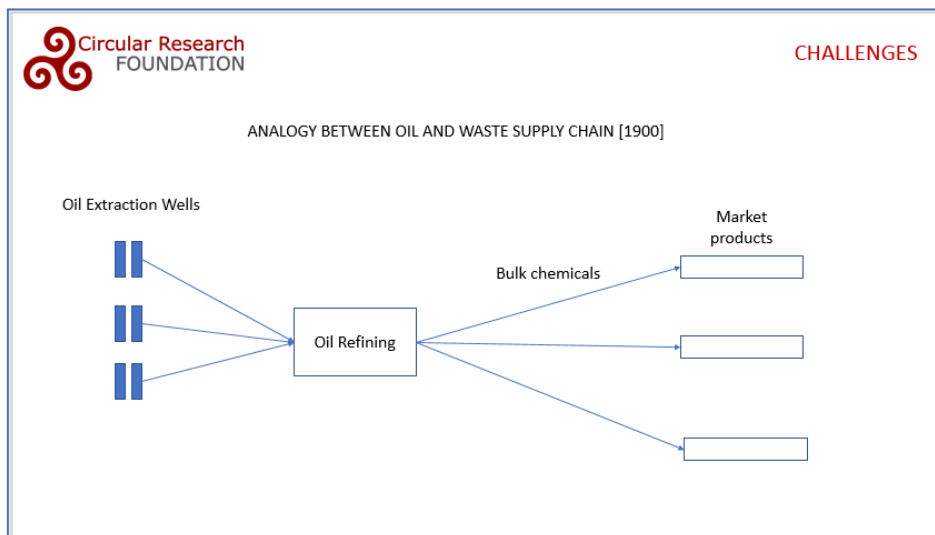 Circular Research
FOUNDATION
CHALLENGES
ANALOGY BETWEEN OIL AND WASTE SUPPLY CHAIN [1900]
Oil Extraction Wells
Market
products
Bulk chemicals
Oil Refining